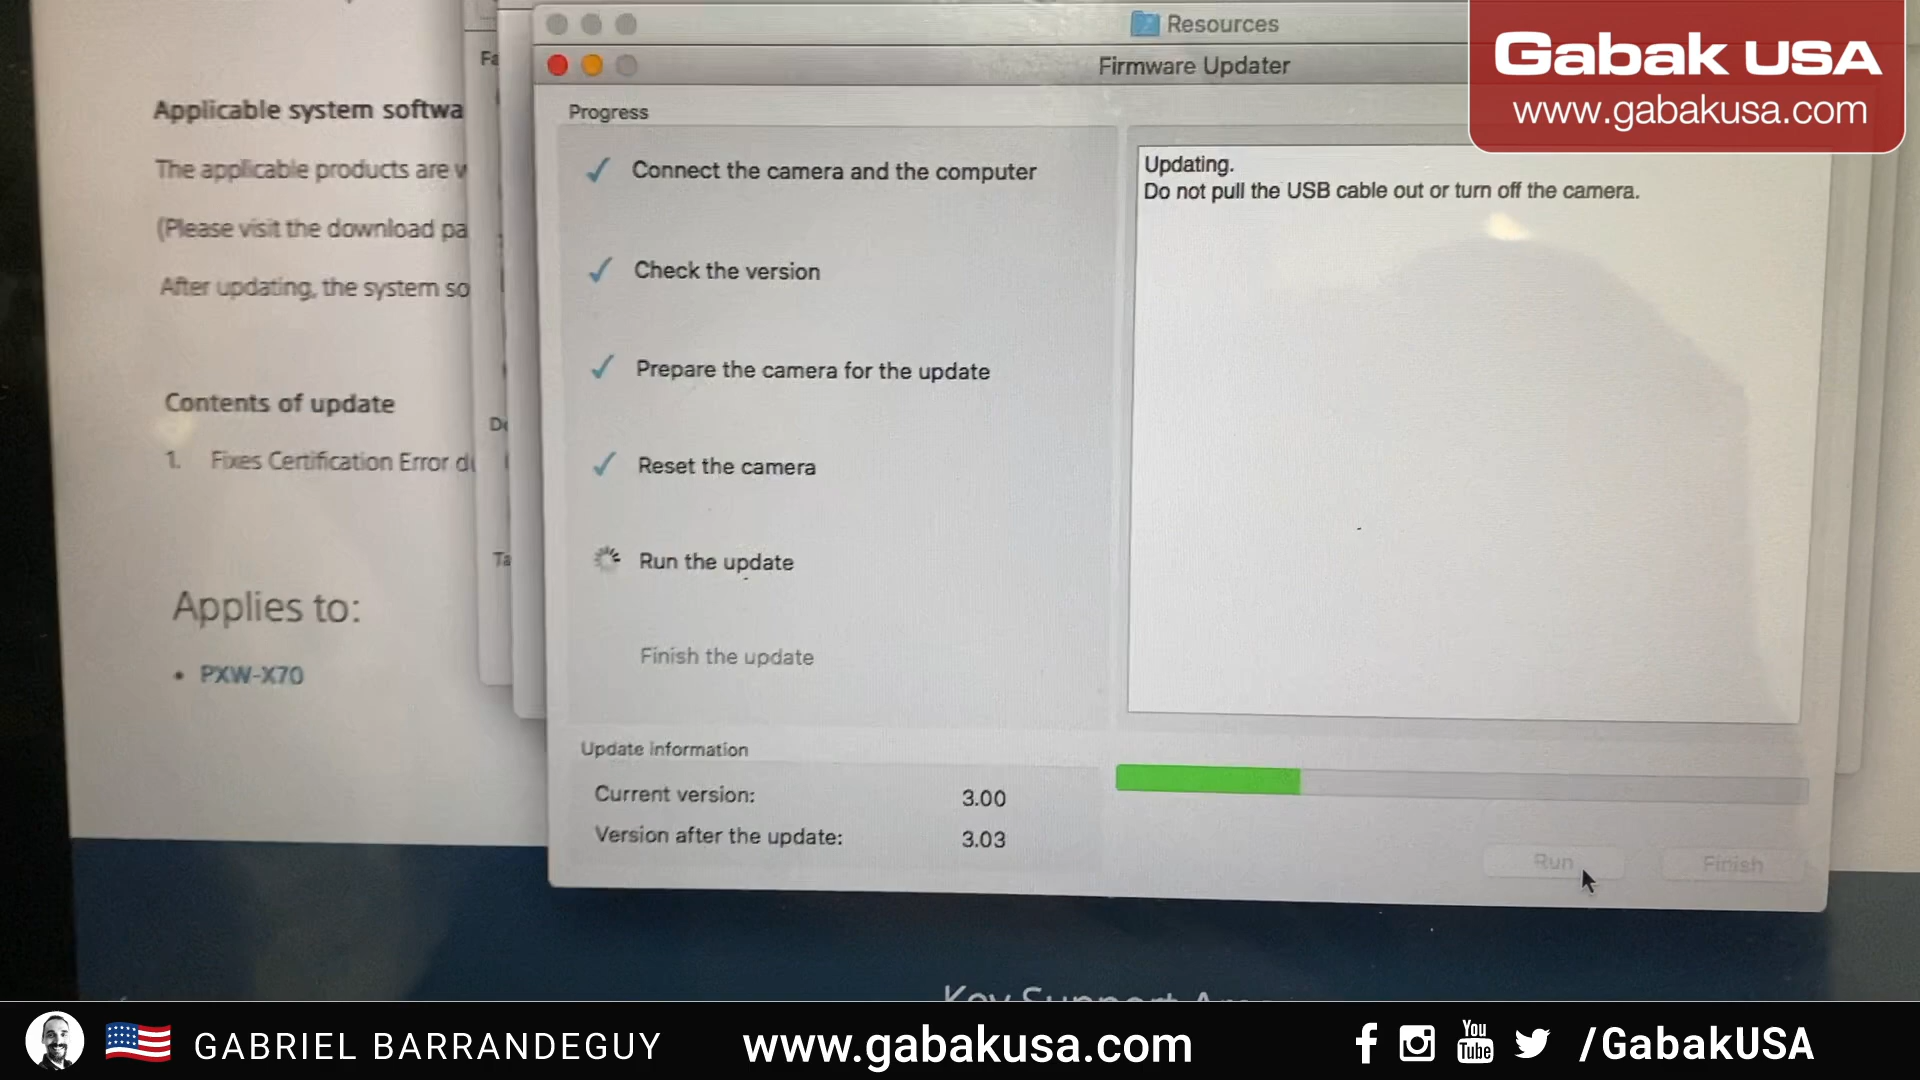 Resources
Firmware Updater
Gabak USA
www.gabakusa.com
Applicable system softwa
The applicable products are
(Please visit the download pa
After updating, the system so
Contents of update
1. Fixes Certification Error
Applies to:
• PXW-X70
Fa
Progress
Connect the camera and the computer
Check the version
Prepare the camera for the update
Reset the camera
Run the update
Finish the update
Updating.
Do not pull the USB cable out or turn off the camera.
Update information
Current version: 3.00
Version after the update: 3.03
Run
Finish
GABRIEL BARRANDEGUY
www.gabakusa.com
You
Tube
/GabakUSA